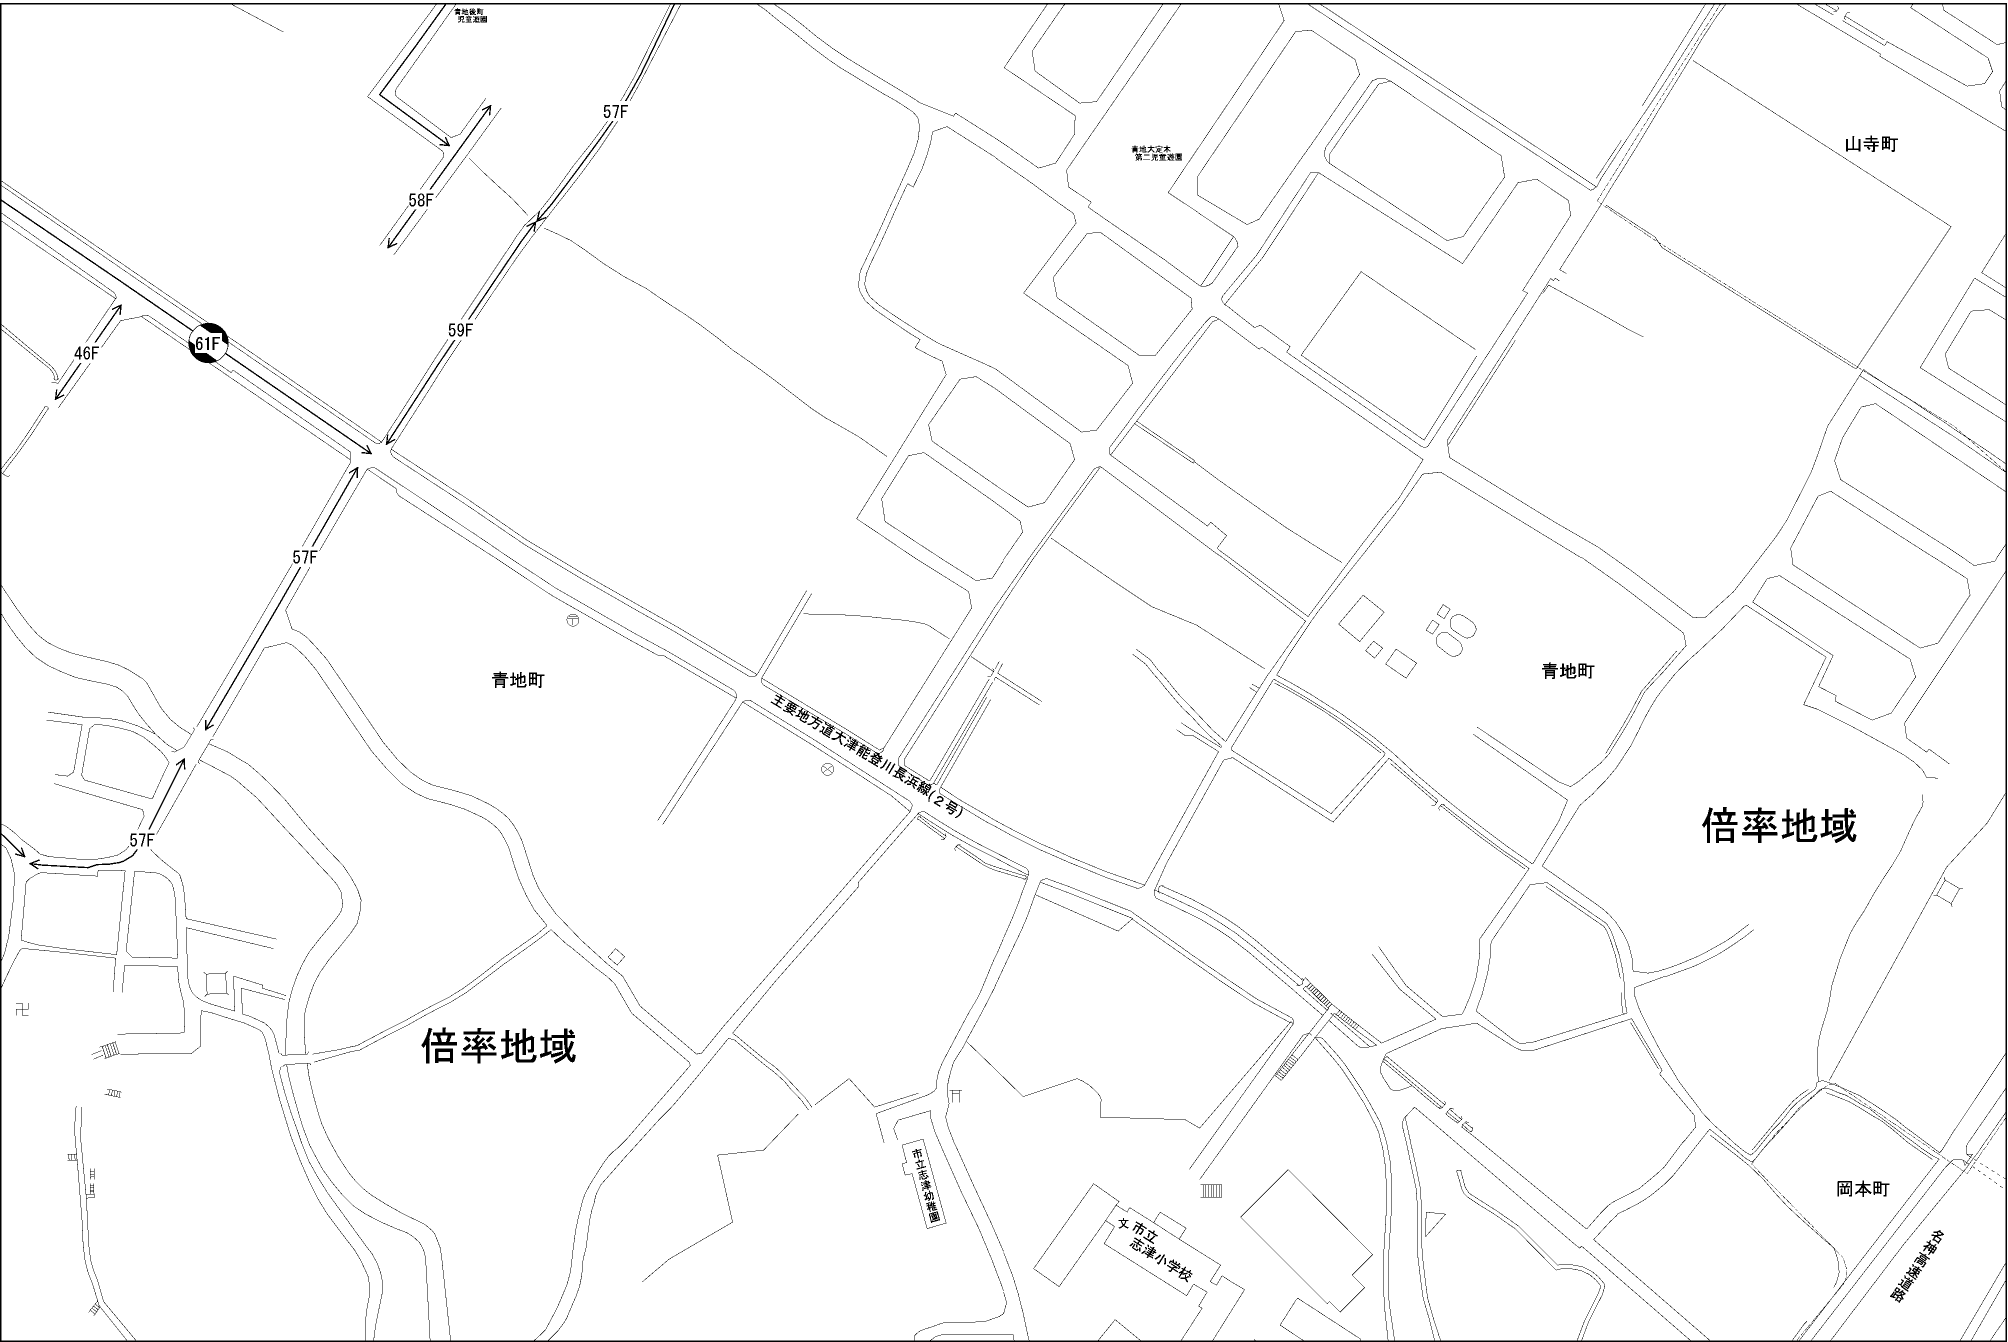 青地後町
児童遊園
57F
山寺町
青地大定木
第二児童遊園
58F
59F
61F
46F
57F
青地町
青地町
主要地方道大津能登川長浜線(2号)
57F
倍率地域
倍率地域
市立志津幼稚園
文 市立
志津小学校
岡本町
名神高速道路